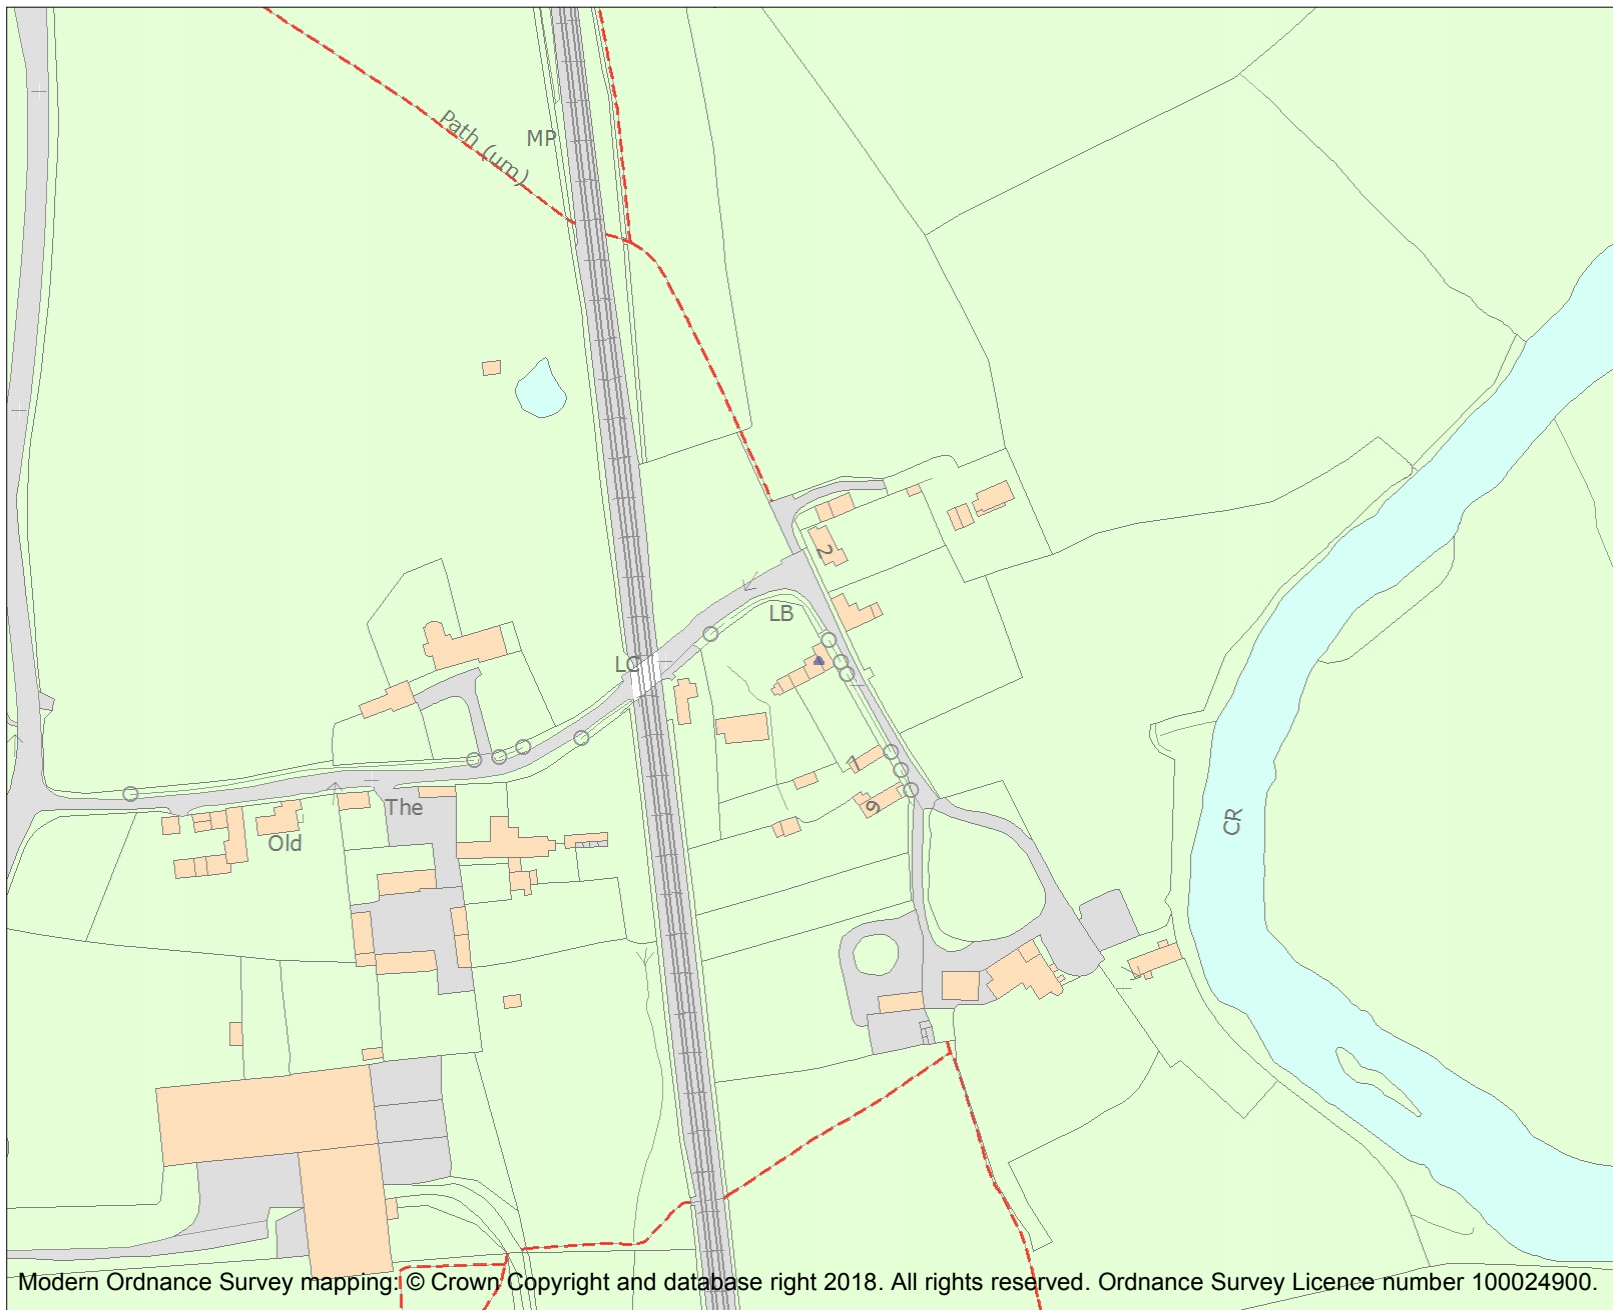 Path (um)
MP
2
LB
LC
1
The
6
Old
CR
Modern Ordnance Survey mapping: © Crown Copyright and database right 2018. All rights reserved. Ordnance Survey Licence number 100024900.